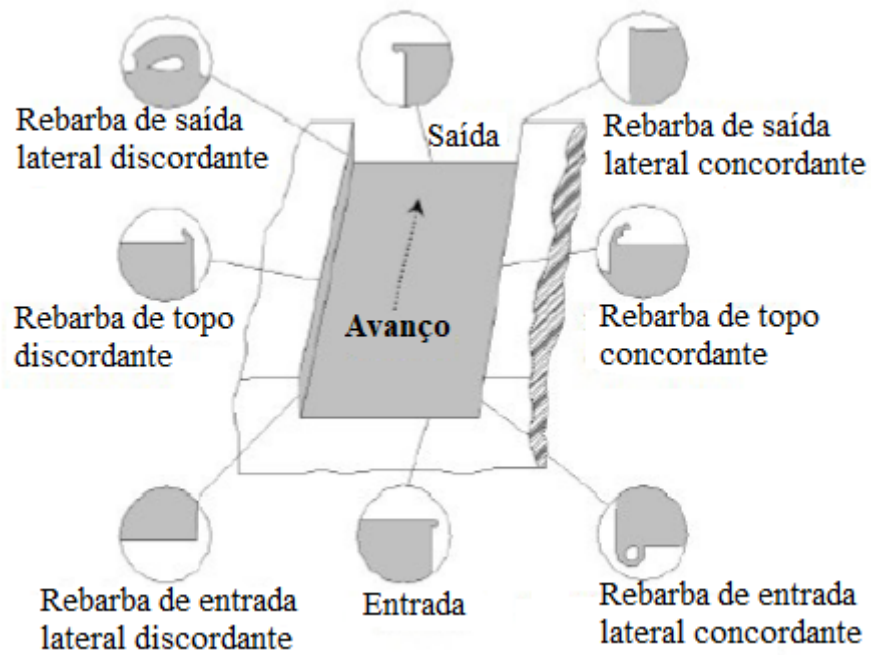 Rebarba de saída
lateral discordante
Saída
Rebarba de saída
lateral concordante
Rebarba de topo
discordante
Avanço
Rebarba de topo
concordante
Rebarba de entrada
lateral discordante
Entrada
Rebarba de entrada
lateral concordante